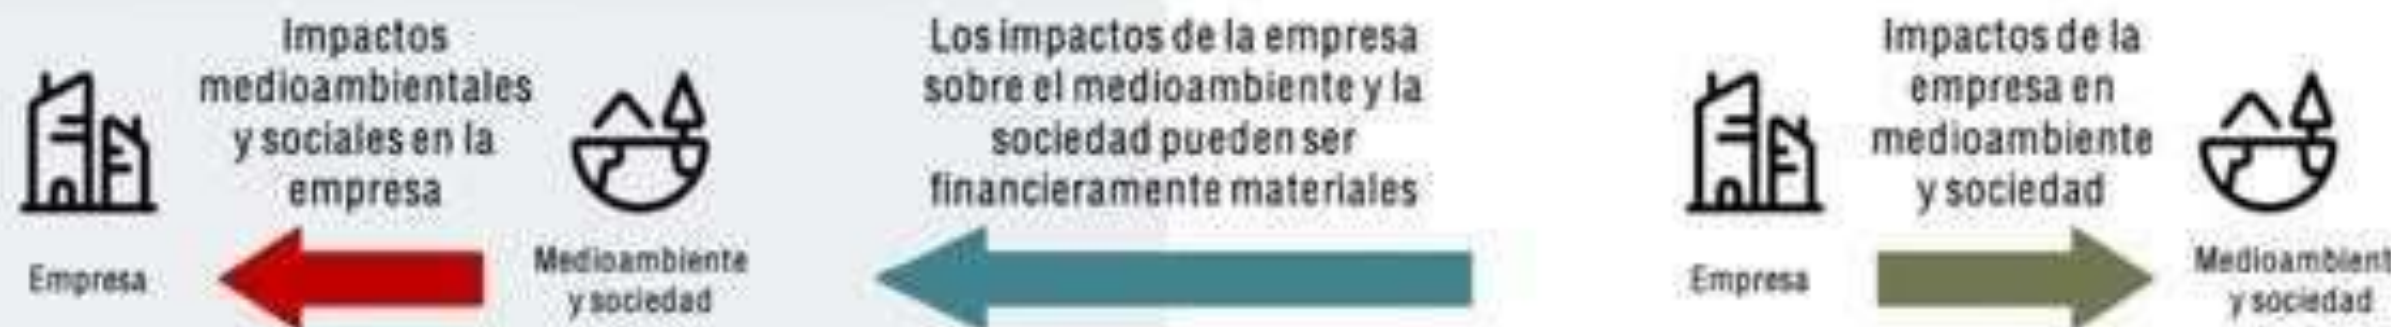 Impactos
medioambientales
y sociales en la
empresa
Empresa
Medioambiente
y sociedad
Los impactos de la empresa
sobre el medioambiente y la
sociedad pueden ser
financieramente materiales
Impactos de la
empresa en
medioambiente
y sociedad
Empresa
Medioambient
y sociedad